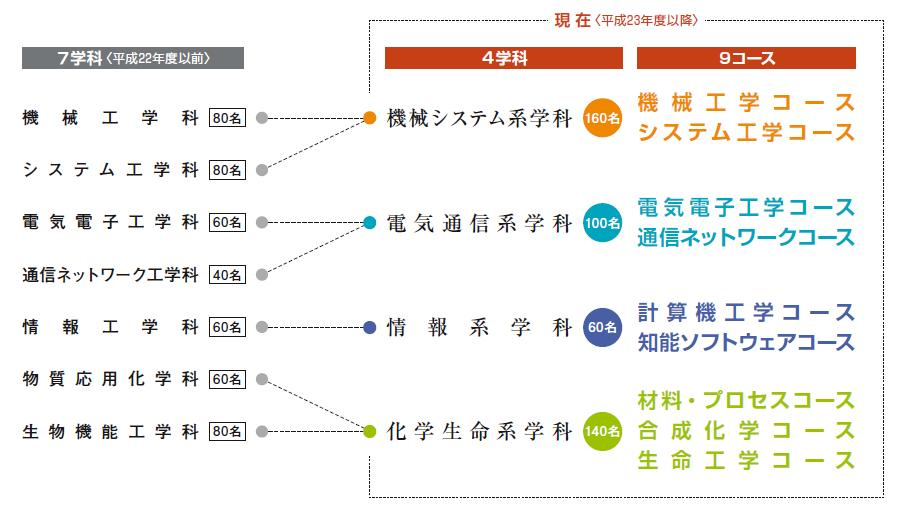 現在〈平成23年度以降〉
7学科〈平成22年度以前〉
4学科
9コース
機械工学科 80名
システム工学科 80名
機械システム系学科 160名
機械工学コース
システム工学コース
電気電子工学科 60名
通信ネットワーク工学科 40名
電気通信系学科 100名
電気電子工学コース
通信ネットワークコース
情報工学科 60名
情報系学科 60名
計算機工学コース
知能ソフトウェアコース
物質応用化学科 60名
生物機能工学科 80名
化学生命系学科 140名
材料・プロセスコース
合成化学コース
生命工学コース